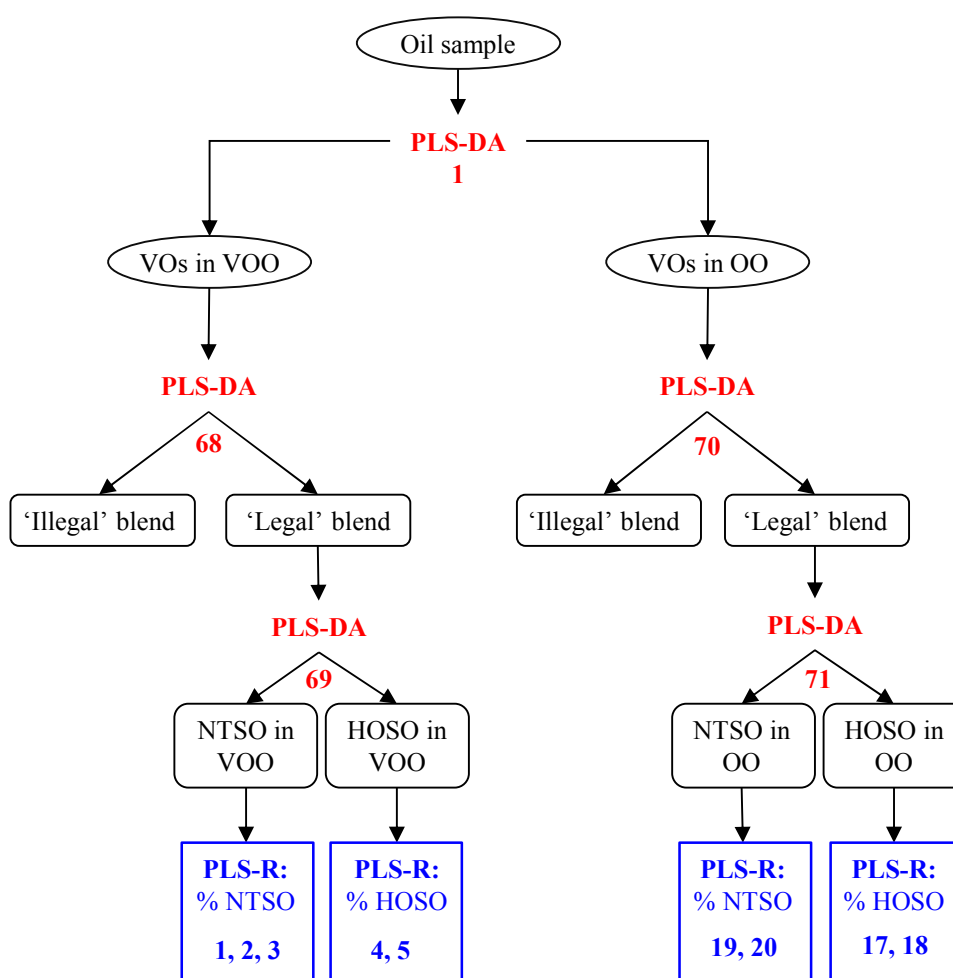 Oil sample
PLS-DA
1
VOs in VOO
VOs in OO
PLS-DA
PLS-DA
68
70
‘Illegal’ blend
‘Legal’ blend
‘Illegal’ blend
‘Legal’ blend
PLS-DA
PLS-DA
69
71
NTSO in
VOO
HOSO in
VOO
NTSO in
OO
HOSO in
OO
PLS-R:
% NTSO
1, 2, 3
PLS-R:
% HOSO
4, 5
PLS-R:
% NTSO
19, 20
PLS-R:
% HOSO
17, 18